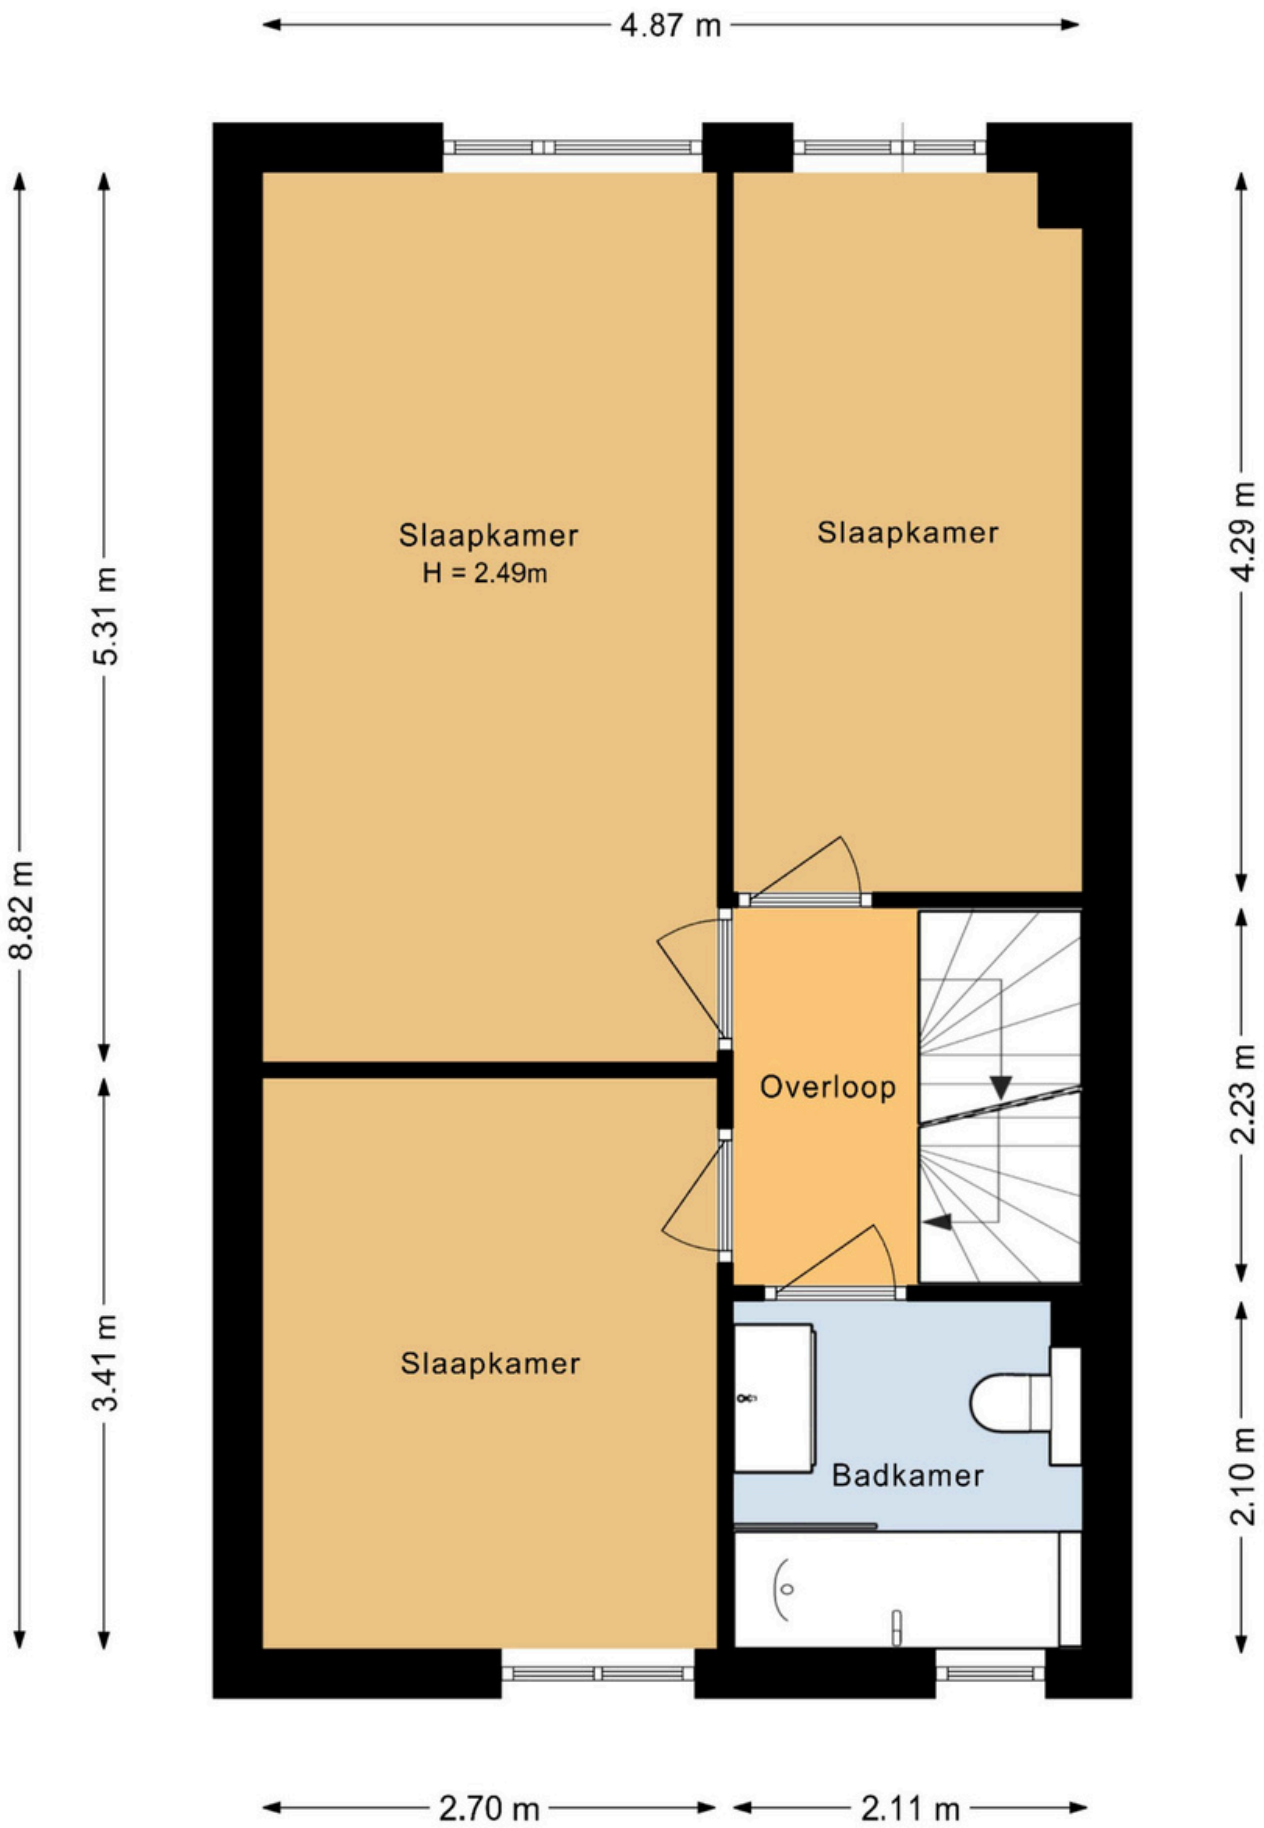 4.87 m
Slaapkamer
H = 2.49m
Slaapkamer
4.29 m
5.31 m
8.82 m
Overloop
2.23 m
Slaapkamer
3.41 m
Badkamer
2.10 m
2.70 m
2.11 m